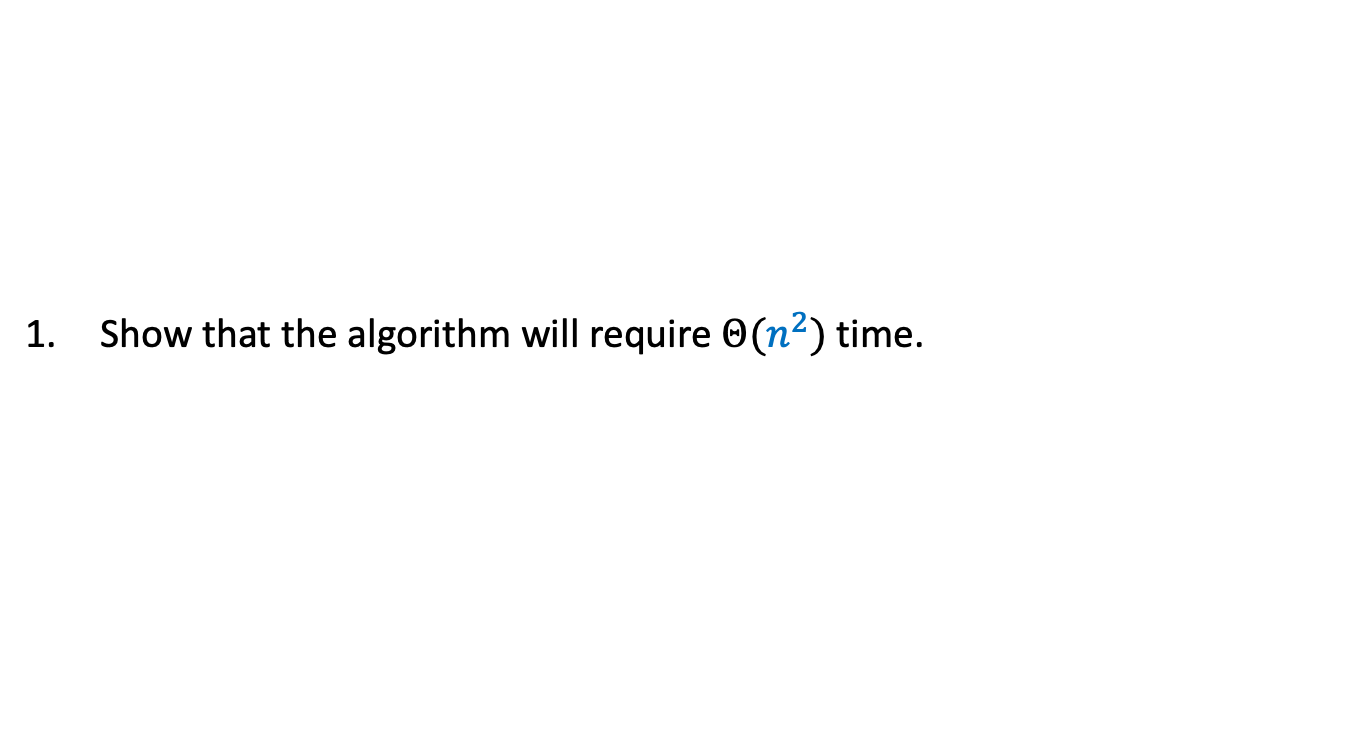 1. Show that the algorithm will require Θ(n²) time.